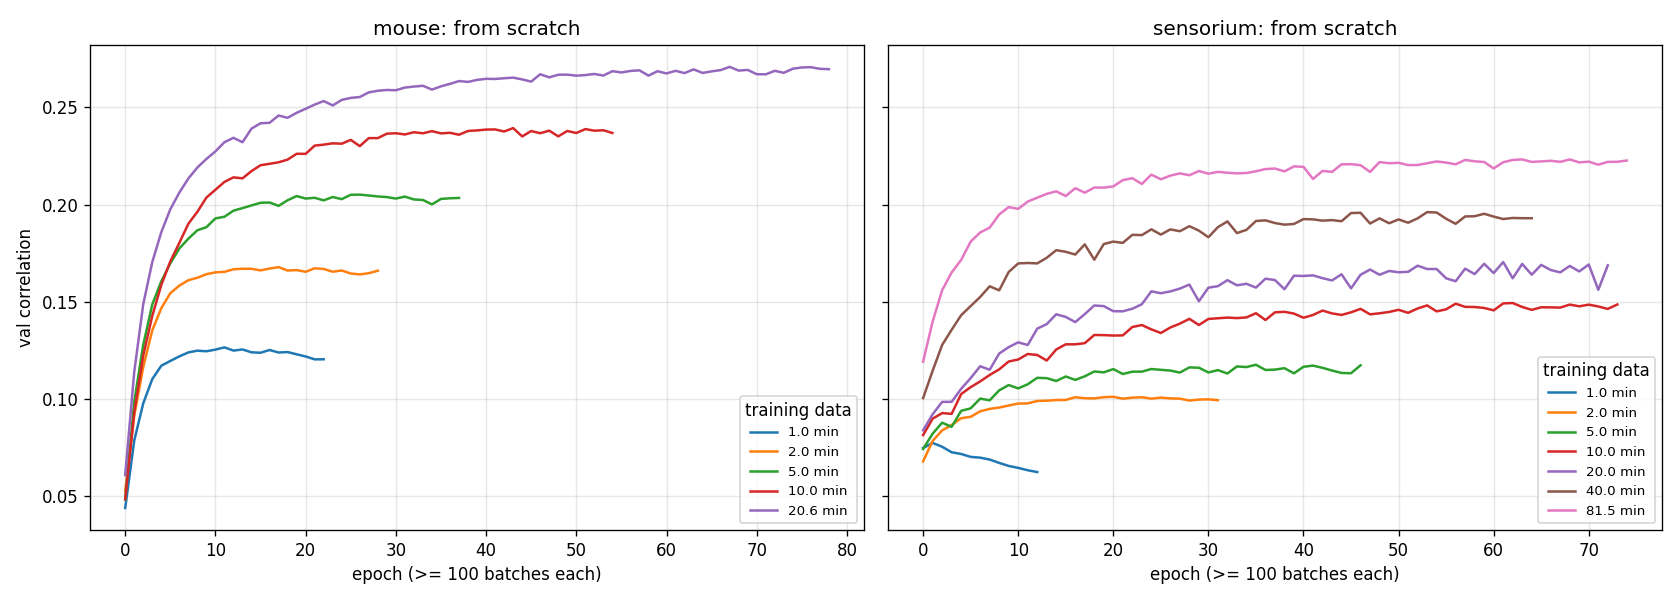 mouse: from scratch
val correlation
0.25
0.20
0.15
0.10
0.05
0
10
20
30
40
50
60
70
80
epoch (>= 100 batches each)
training data
1.0 min
2.0 min
5.0 min
10.0 min
20.6 min
sensorium: from scratch
0
10
20
30
40
50
60
70
epoch (>= 100 batches each)
training data
1.0 min
2.0 min
5.0 min
10.0 min
20.0 min
40.0 min
81.5 min